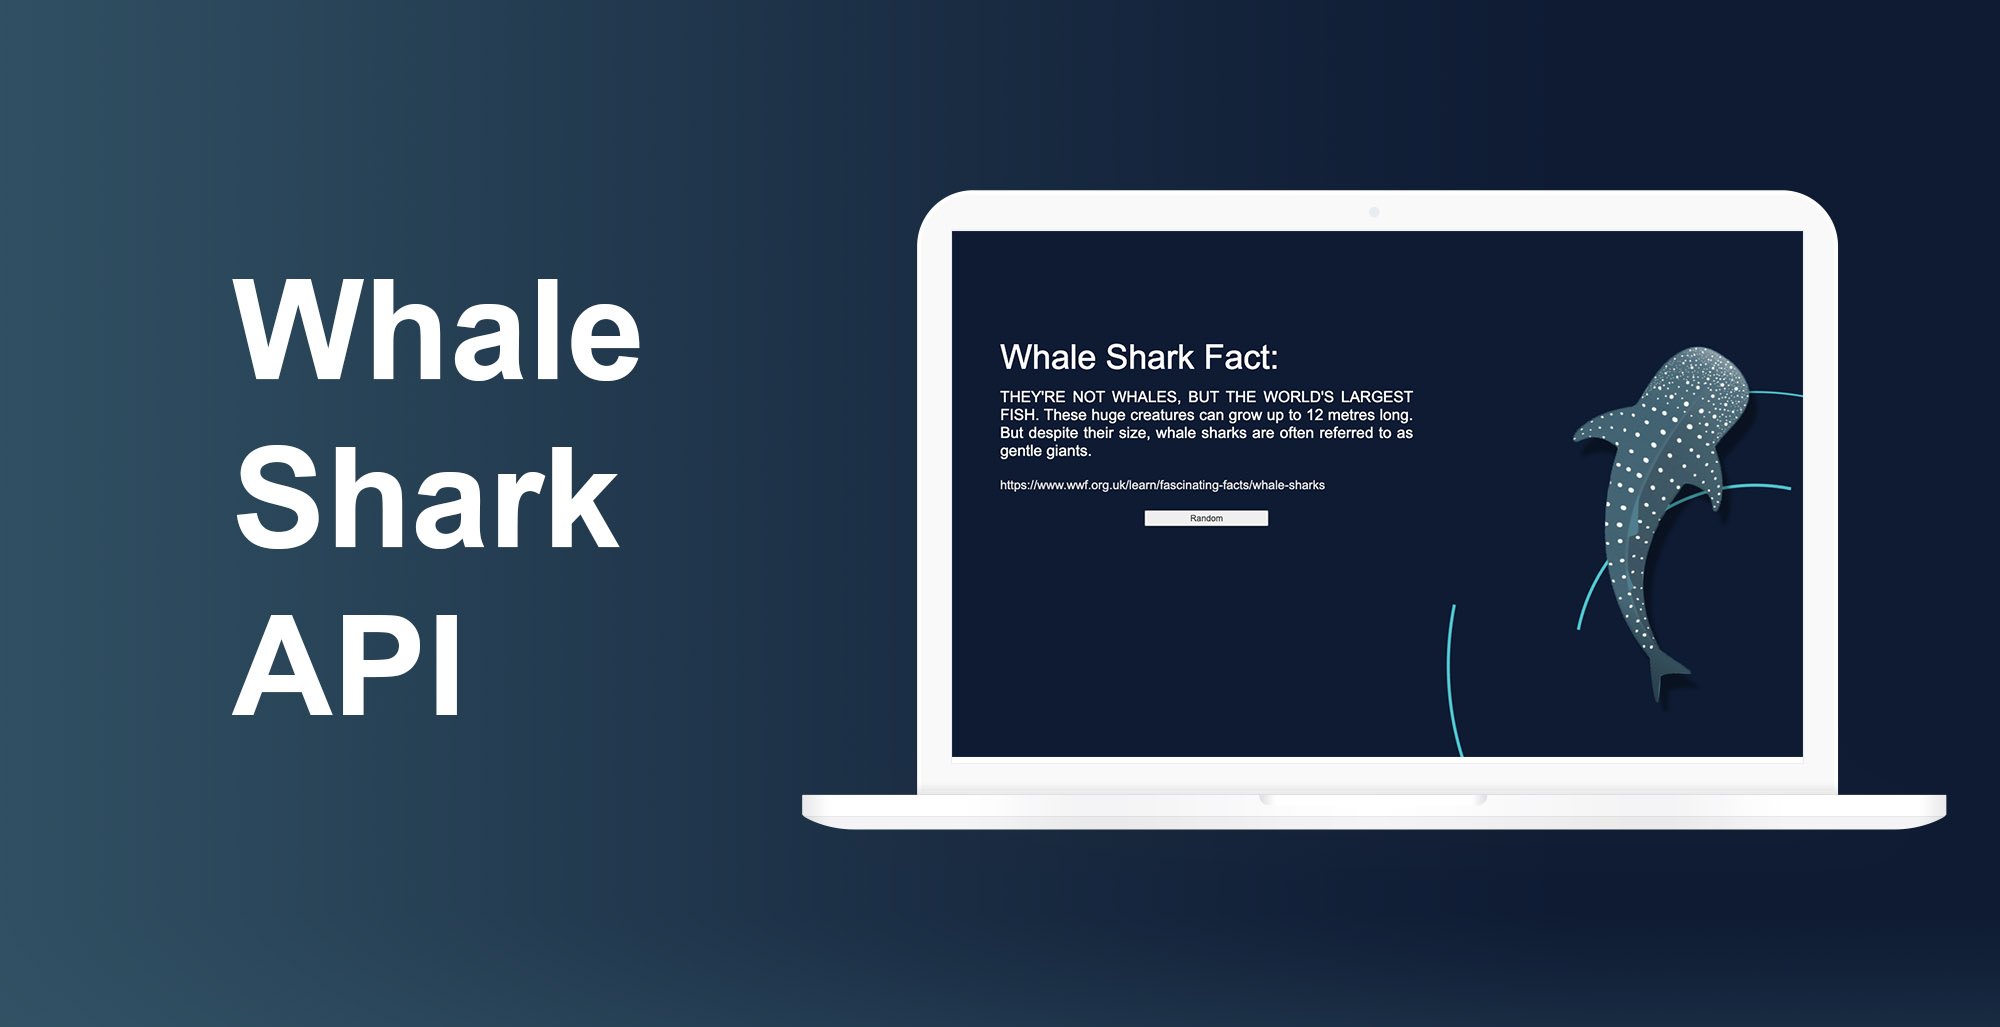 Whale
Shark
API
Whale Shark Fact:
THEY'RE NOT WHALES, BUT THE WORLD'S LARGEST
FISH. These huge creatures can grow up to 12 metres long.
But despite their size, whale sharks are often referred to as
gentle giants.
https://www.wwf.org.uk/learn/fascinating-facts/whale-sharks
Random